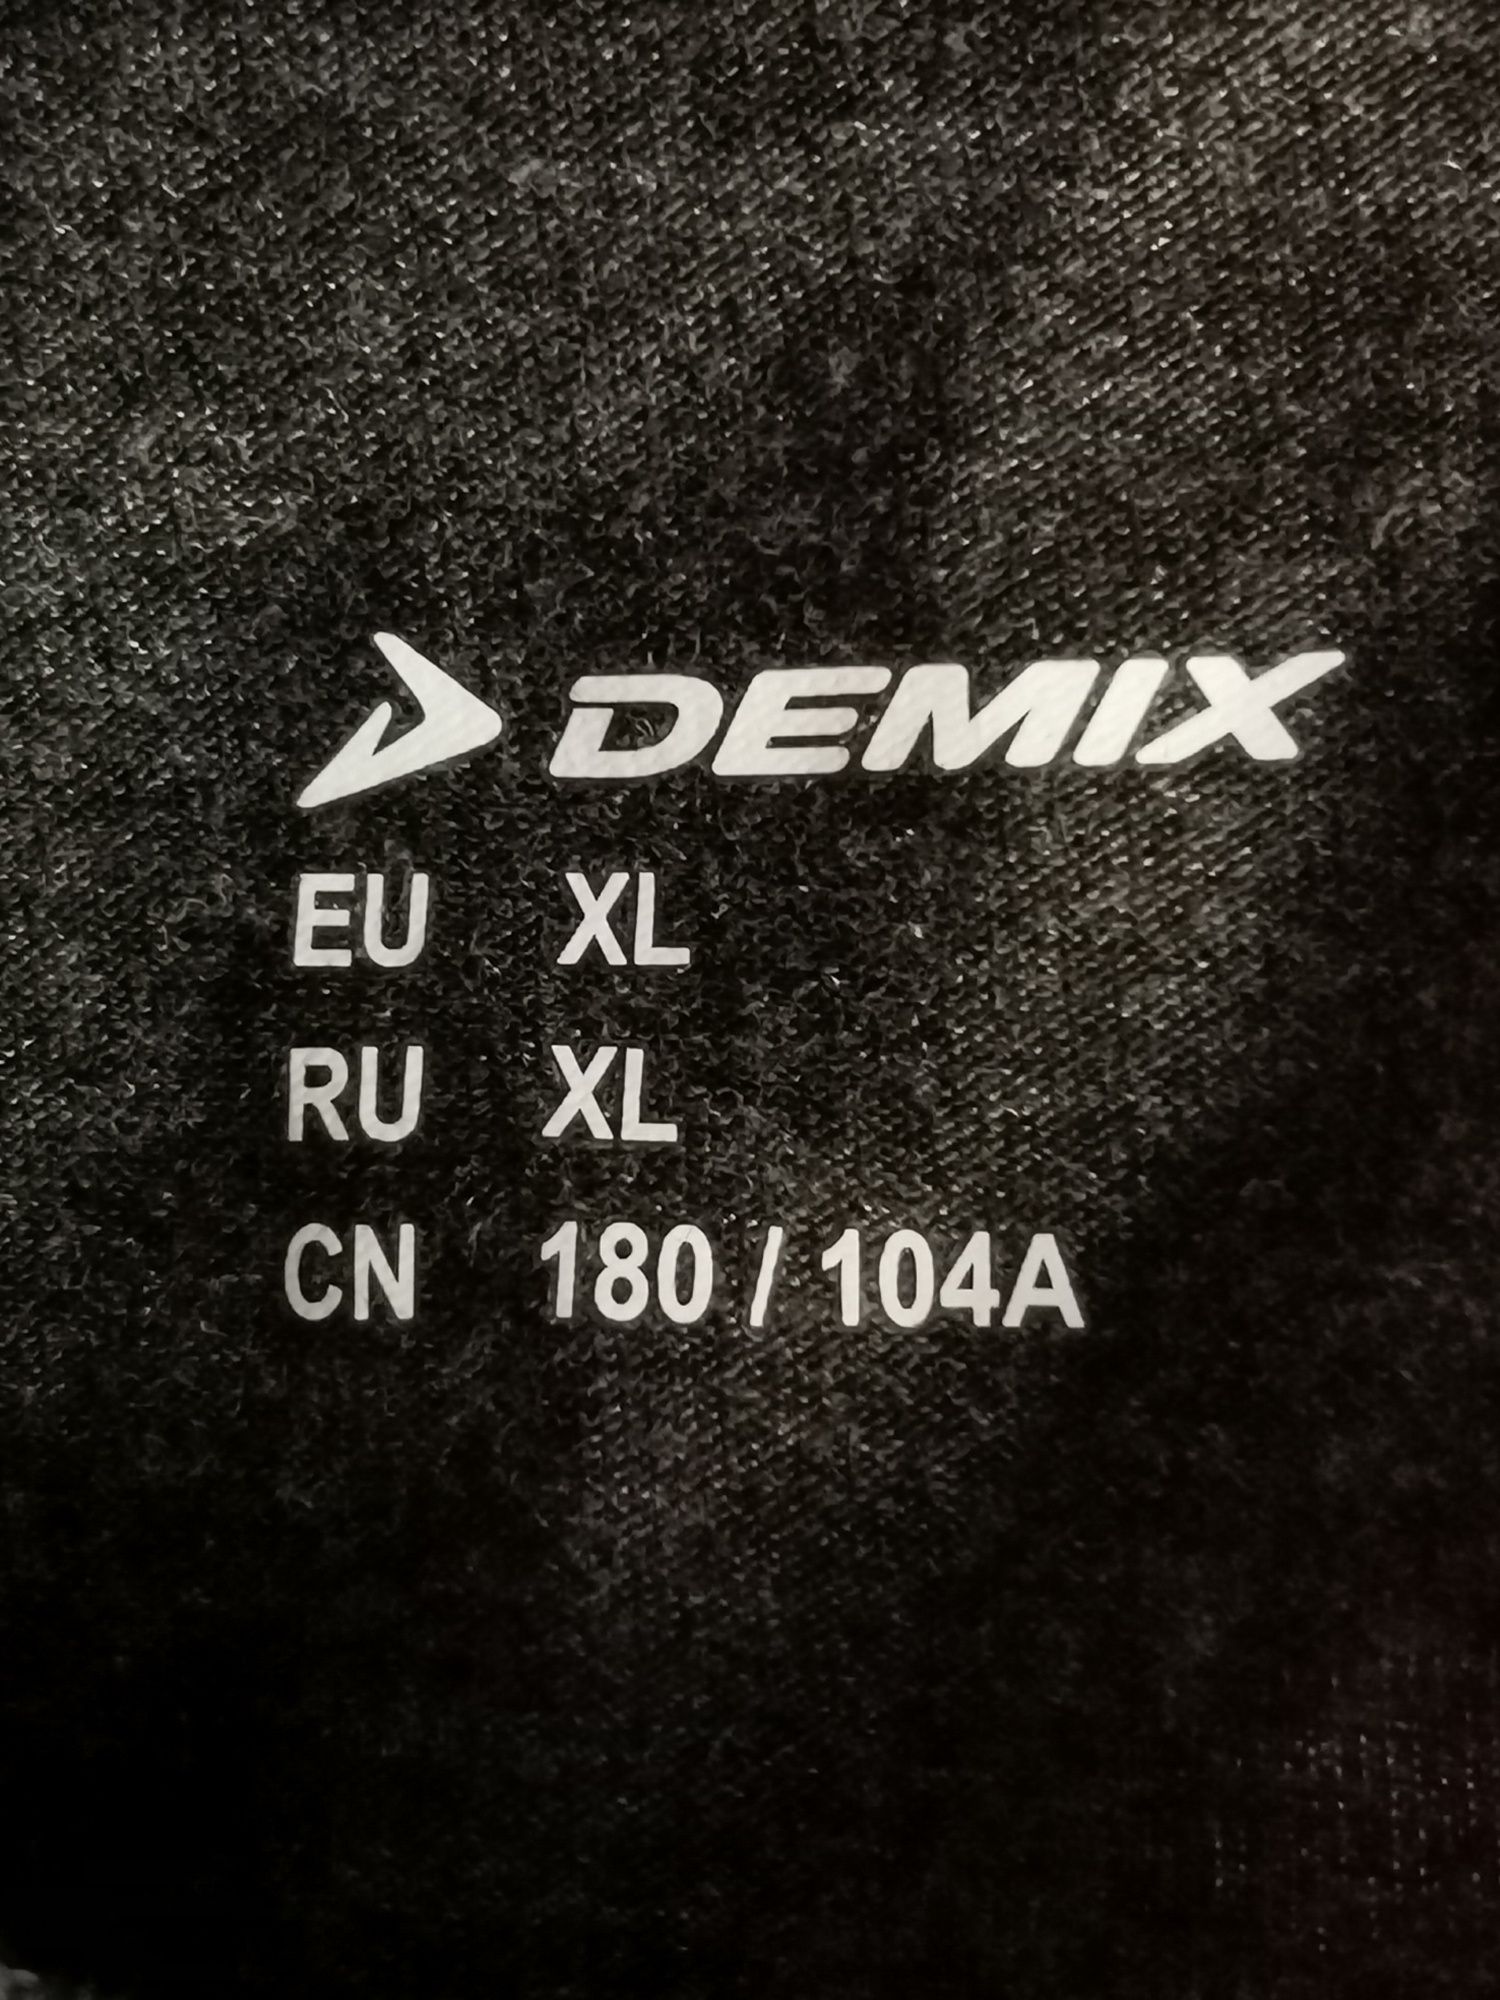 DEMIX
EU XL
RU XL
CN 180 / 104A